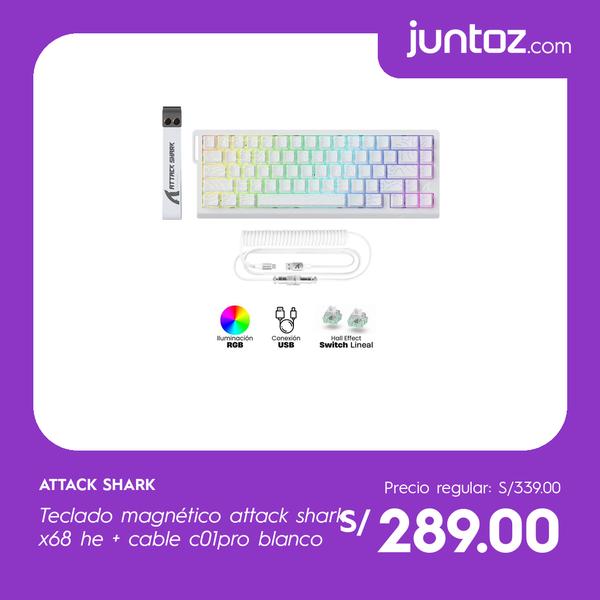 juntoz.com
ATTACK SHARK
Iluminación
RGB
Conexión
USB
Hall Effect
Switch Lineal
ATTACK SHARK
Teclado magnético attack shark
x68 he + cable c01pro blanco
Precio regular: S/339.00
S/ 289.00